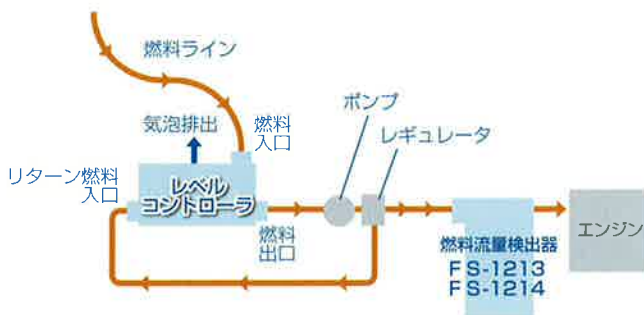 燃料ライン
気泡排出
燃料
入口
ポンプ
レギュレータ
リターン燃料
入口
レベル
コントローラ
燃料
出口
燃料流量検出器
FS-1213
FS-1214
エンジン